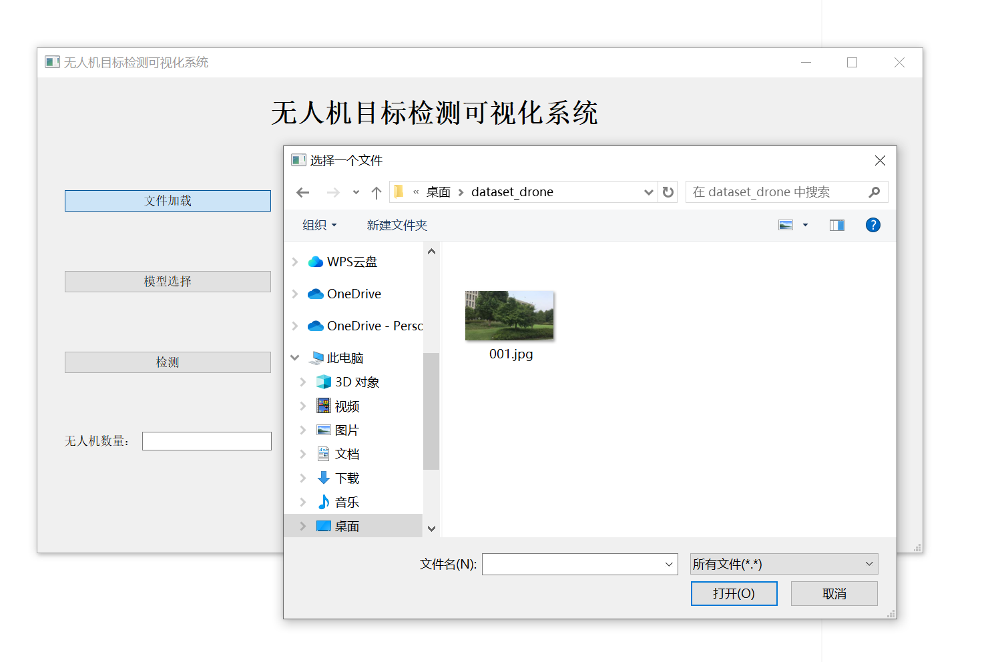 无人机目标检测可视化系统
无人机目标检测可视化系统
文件加载
模型选择
检测
无人机数量：
选择一个文件
« 桌面 > dataset_drone
在 dataset_drone 中搜索
组织 新建文件夹
WPS云盘
OneDrive
OneDrive - Perso
此电脑
3D 对象
视频
图片
文档
下载
音乐
桌面
001.jpg
文件名(N):
所有文件(*.*)
打开(O) 取消